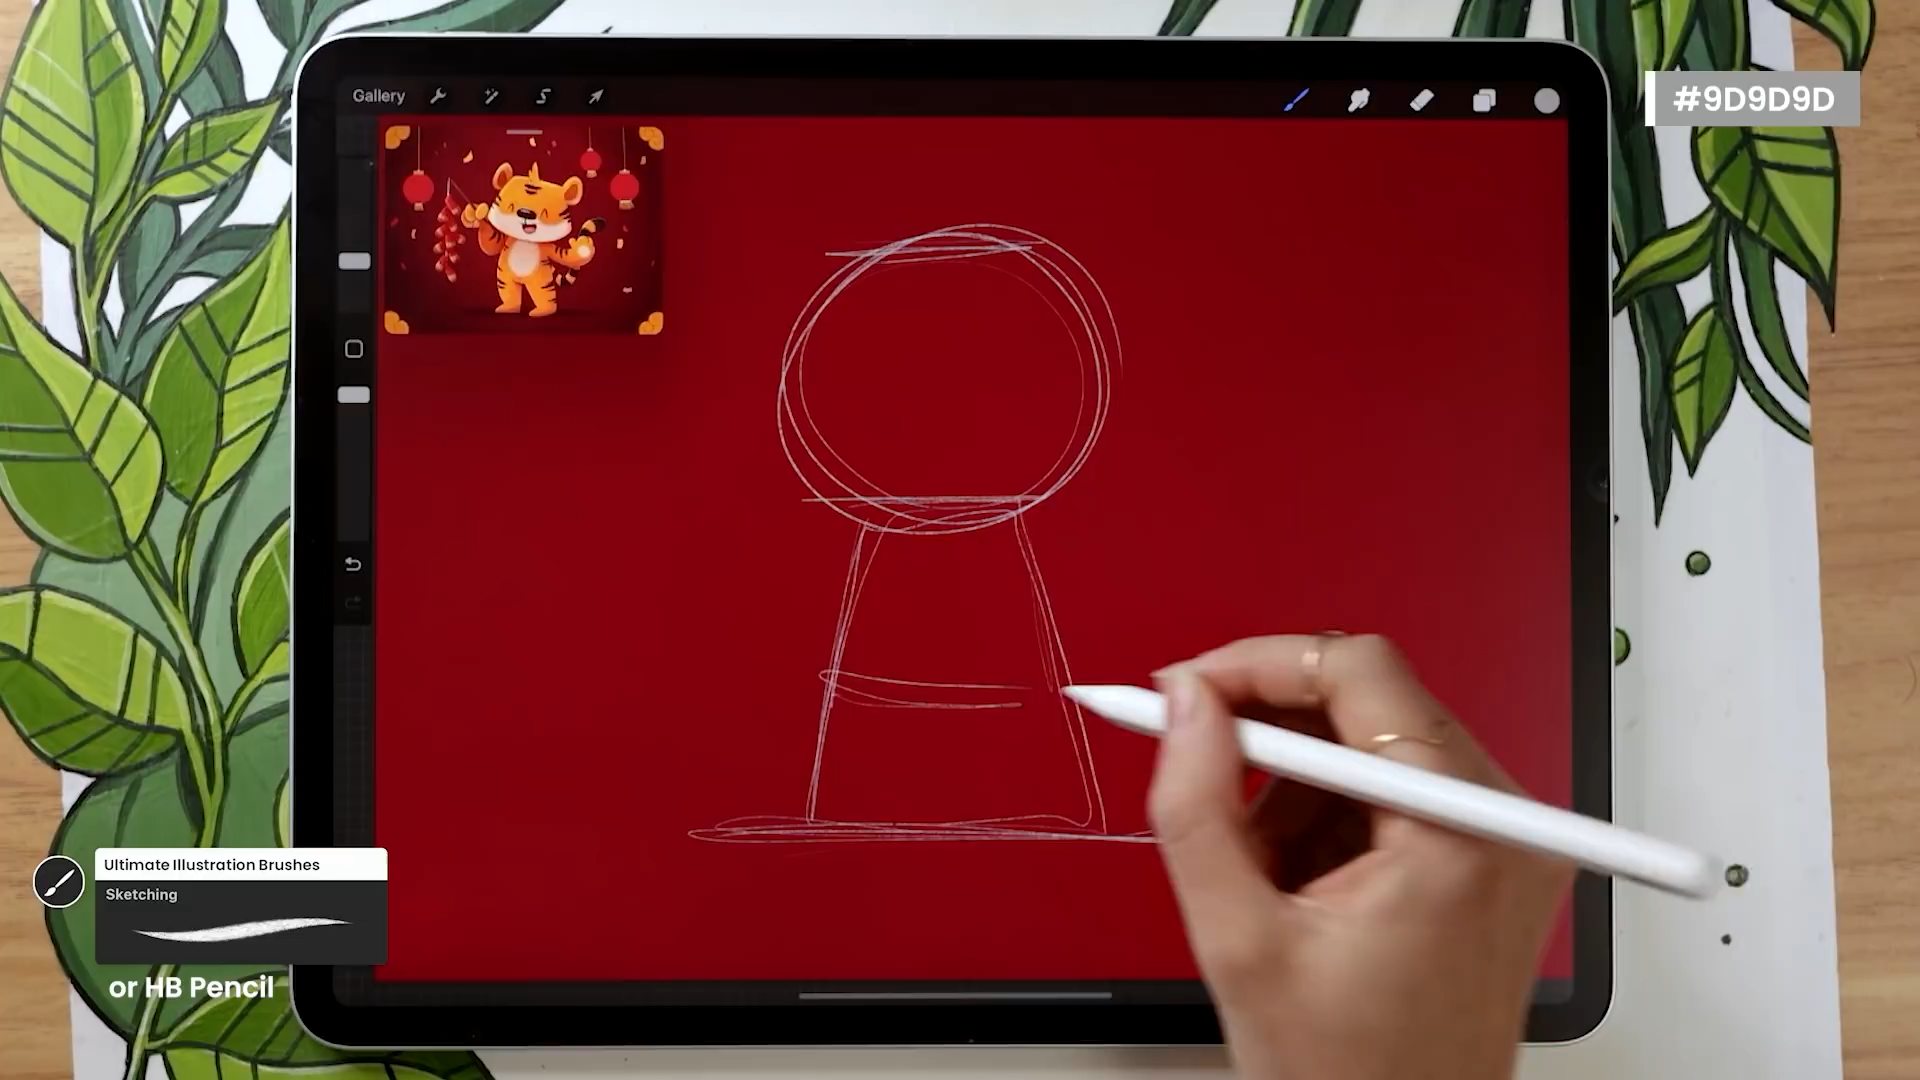 Gallery
#9D9D9D
Ultimate Illustration Brushes
Sketching
or HB Pencil